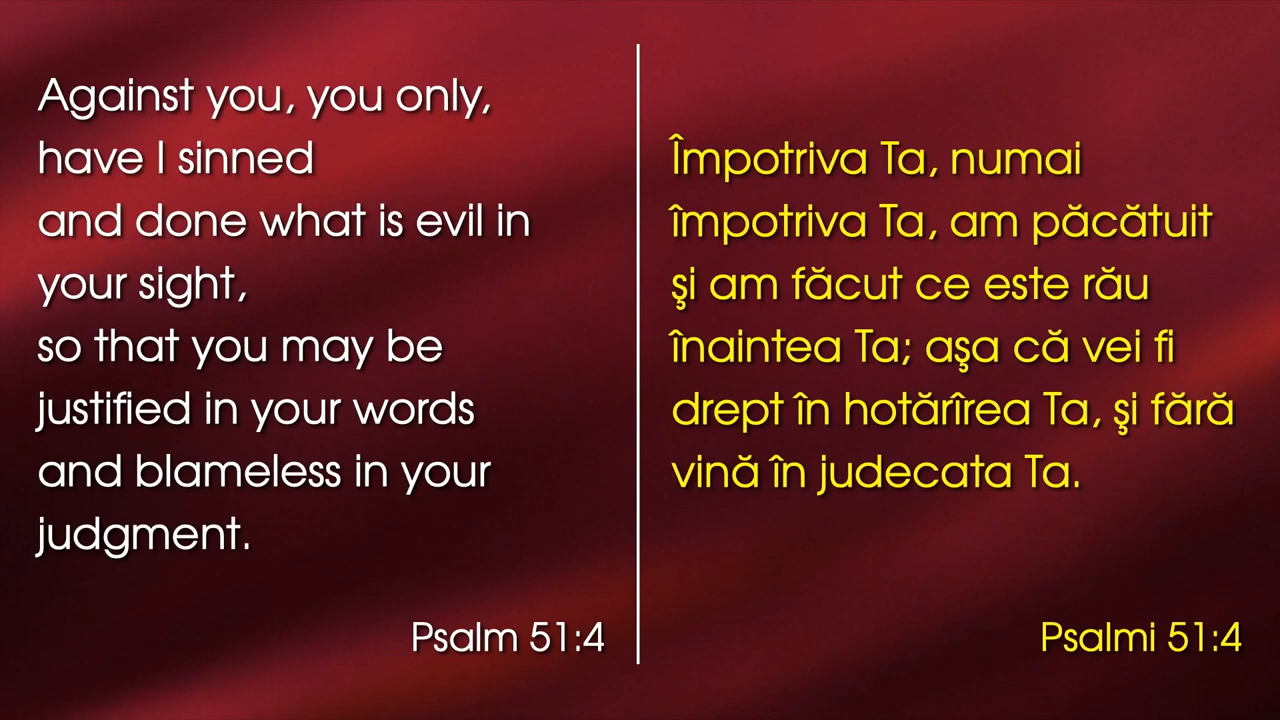 Against you, you only,
have I sinned
and done what is evil in
your sight,
so that you may be
justified in your words
and blameless in your
judgment.
Psalm 51:4
Împotriva Ta, numai
împotriva Ta, am păcătuit
şi am făcut ce este rău
înaintea Ta; aşa că vei fi
drept în hotărîrea Ta, şi fără
vină în judecata Ta.
Psalmi 51:4